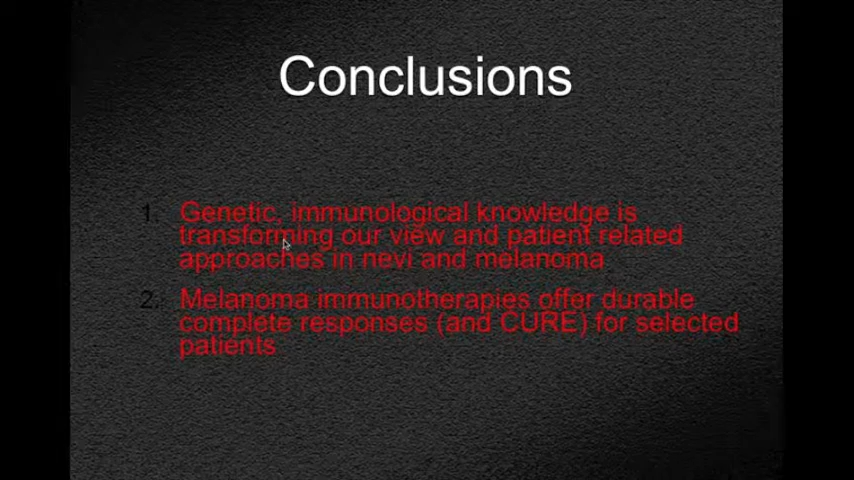 Conclusions
1. Genetic, immunological knowledge is
transforming our view and patient related
approaches in nevi and melanoma
2. Melanoma immunotherapies offer durable
complete responses (and CURE) for selected
patients